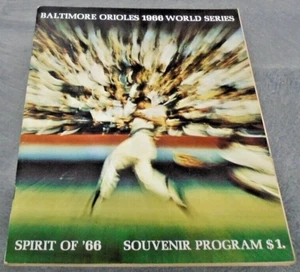 BALTIMORE ORIOLES 1966 WORLD SERIES
SPIRIT OF '66 SOUVENIR PROGRAM $1.